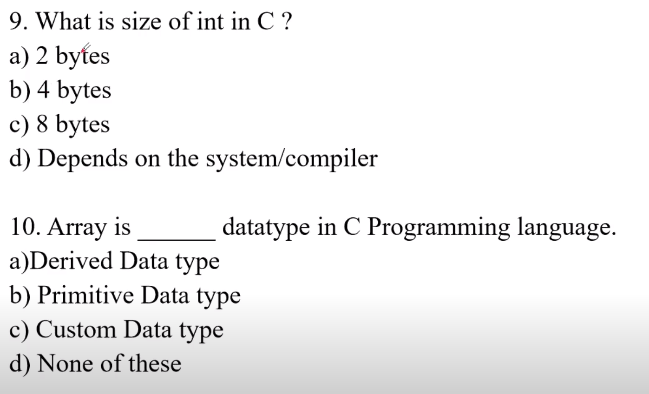 9. What is size of int in C ?
a) 2 bytes
b) 4 bytes
c) 8 bytes
d) Depends on the system/compiler
10. Array is ______ datatype in C Programming language.
a)Derived Data type
b) Primitive Data type
c) Custom Data type
d) None of these